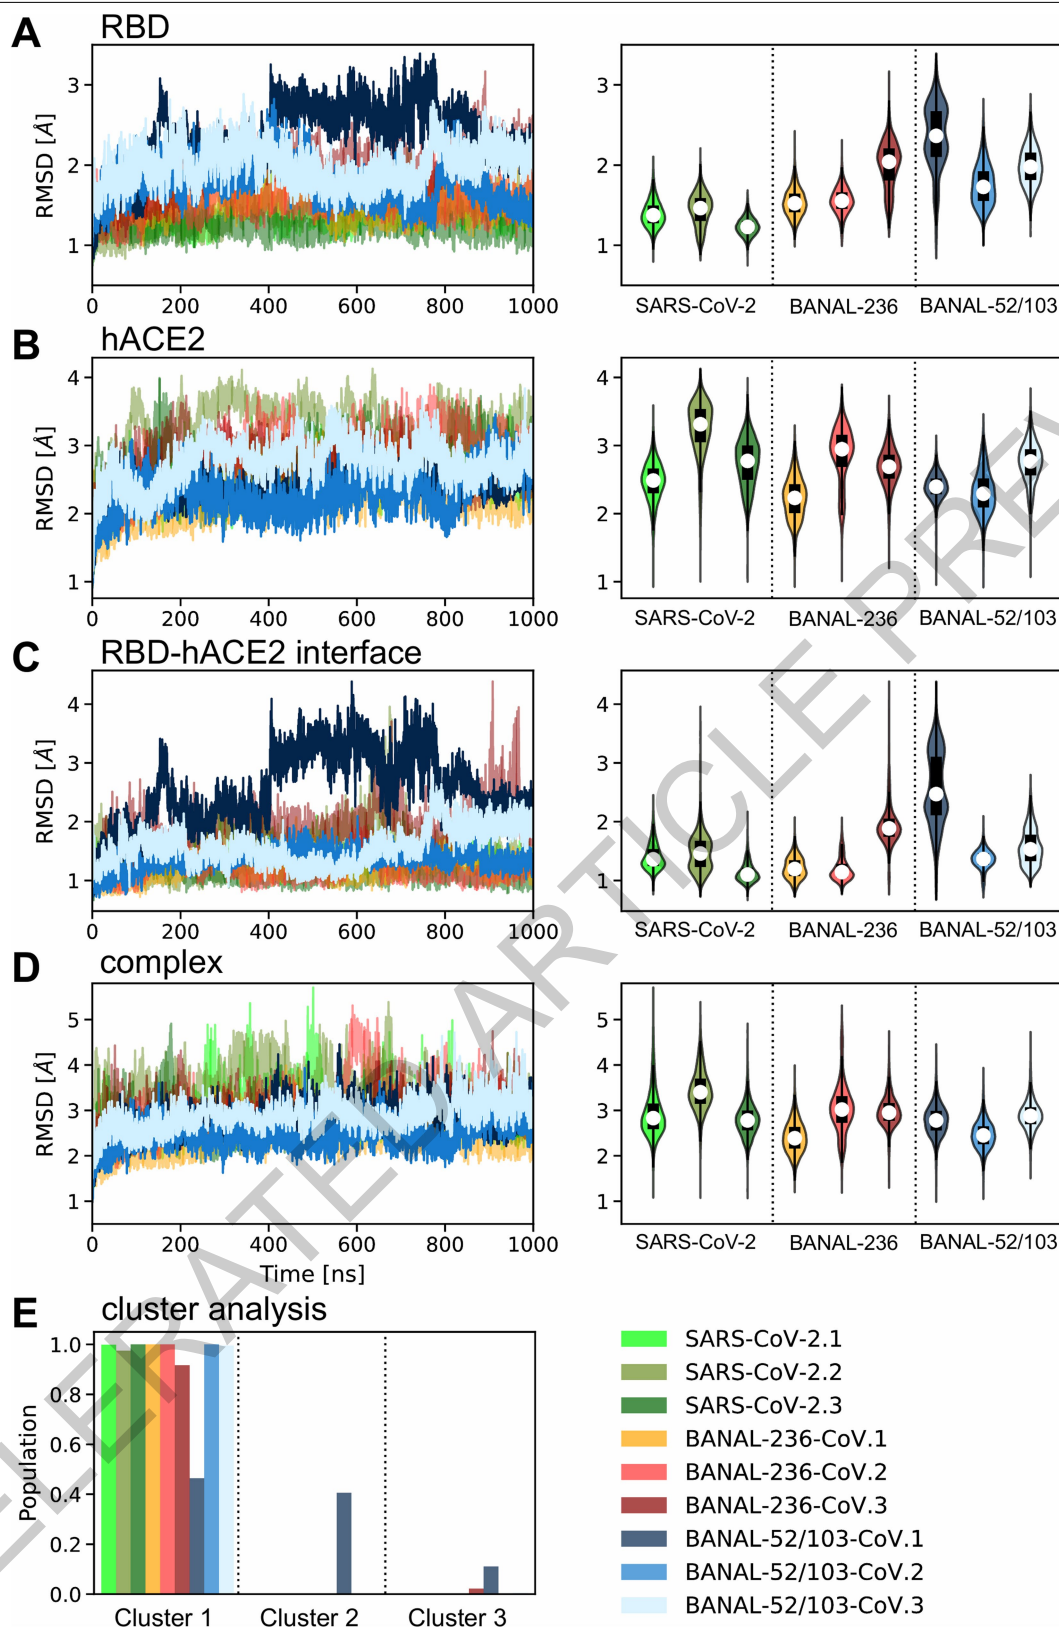 A RBD
RMSD [Å]
3
2
1
0 200 400 600 800 1000
SARS-CoV-2 BANAL-236 BANAL-52/103
3
2
1
B hACE2
RMSD [Å]
4
3
2
1
0 200 400 600 800 1000
4
3
2
1
SARS-CoV-2 BANAL-236 BANAL-52/103
C RBD-hACE2 interface
RMSD [Å]
4
3
2
1
0 200 400 600 800 1000
4
3
2
1
SARS-CoV-2 BANAL-236 BANAL-52/103
D complex
RMSD [Å]
5
4
3
2
1
0 200 400 600 800 1000
Time [ns]
5
4
3
2
1
SARS-CoV-2 BANAL-236 BANAL-52/103
E cluster analysis
Population
1.0
0.8
0.6
0.4
0.2
0.0
Cluster 1 Cluster 2 Cluster 3
SARS-CoV-2.1
SARS-CoV-2.2
SARS-CoV-2.3
BANAL-236-CoV.1
BANAL-236-CoV.2
BANAL-236-CoV.3
BANAL-52/103-CoV.1
BANAL-52/103-CoV.2
BANAL-52/103-CoV.3
ELERATED ARTICLE PREV